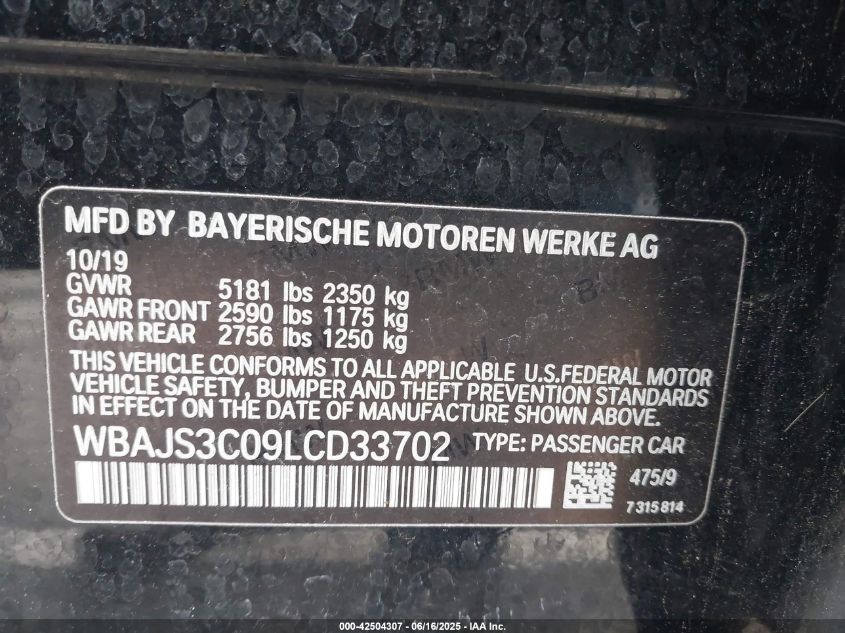 MFD BY BAYERISCHE MOTOREN WERKE AG
10/19
GVWR 5181 lbs 2350 kg
GAWR FRONT 2590 lbs 1175 kg
GAWR REAR 2756 lbs 1250 kg
THIS VEHICLE CONFORMS TO ALL APPLICABLE U.S.FEDERAL MOTOR
VEHICLE SAFETY, BUMPER AND THEFT PREVENTION STANDARDS
IN EFFECT ON THE DATE OF MANUFACTURE SHOWN ABOVE.
WBAJS3C09LCD33702 TYPE: PASSENGER CAR
475/9
7 315 814
000-42504307 - 06/16/2025 - IAA Inc.